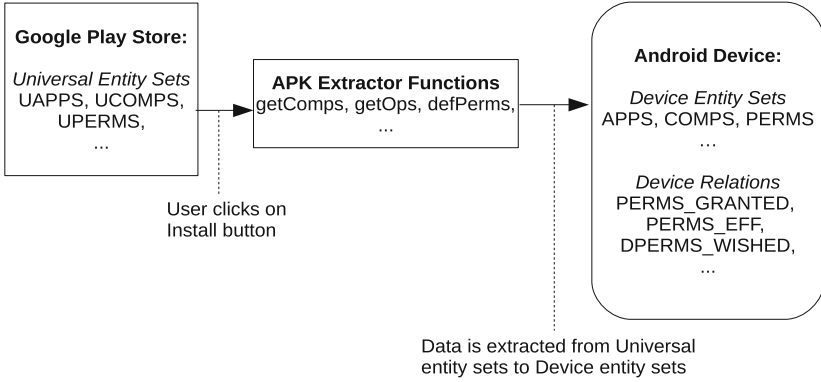 Google Play Store:
Universal Entity Sets
UAPPS, UCOMPS,
UPERMS,
...
User clicks on
Install button
APK Extractor Functions
getComps, getOps, defPerms,
...
Data is extracted from Universal
entity sets to Device entity sets
Android Device:
Device Entity Sets
APPS, COMPS, PERMS
...
Device Relations
PERMS_GRANTED,
PERMS_EFF,
DPERMS_WISHED,
...